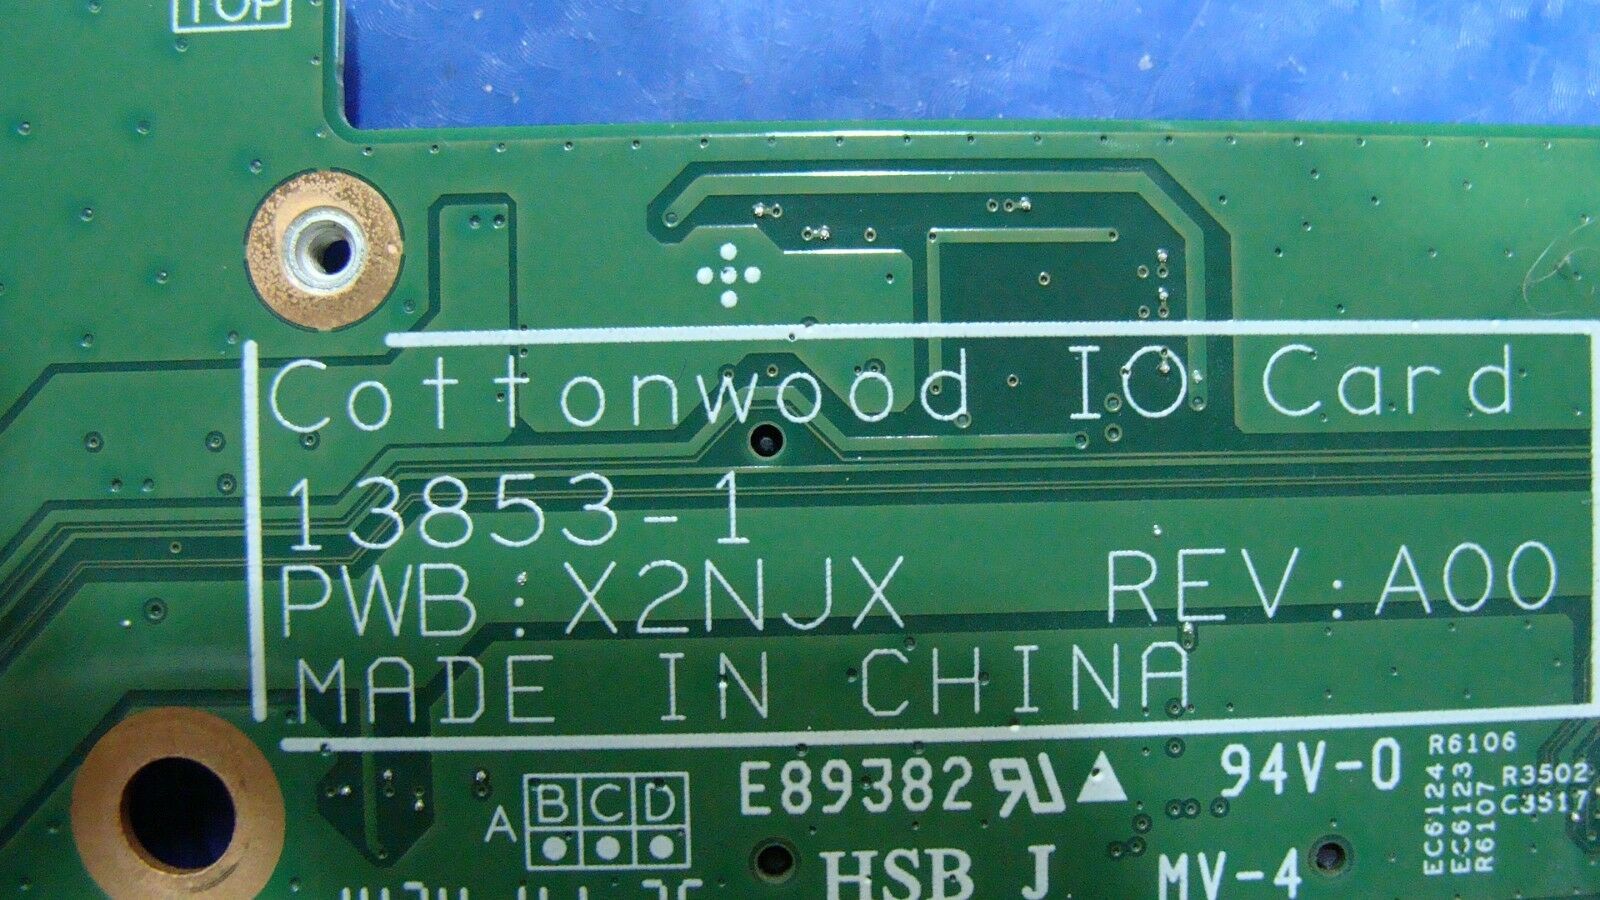 TOP
Cottonwood IO Card
13853-1
PWB:X2NJX REV:A00
MADE IN CHINA
A B C D
E89382 94V-0
HSB J MV-4
R6106
EC6124
EC6123
R6107
R3502
C3517